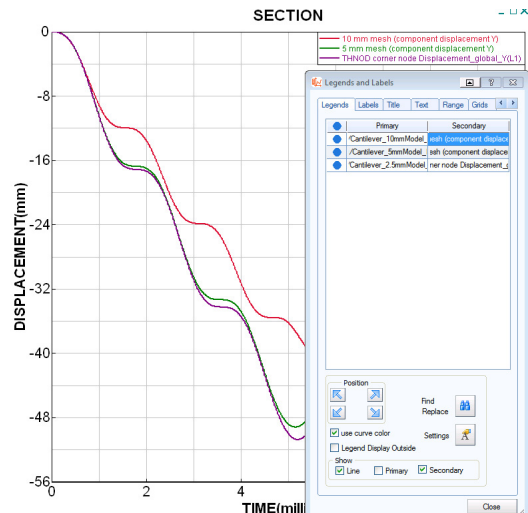 SECTION
10 mm mesh (component displacement Y)
5 mm mesh (component displacement Y)
THNOD corner node Displacement_global_Y(L1)
0
-8
-16
-24
-32
-40
-48
-56
DISPLACEMENT(mm)
0
2
4
TIME(milli
Legends and Labels
Legends
Labels
Title
Text
Range
Grids
Primary
Secondary
'Cantilever_10mmModel_
mesh (component displace
/Cantilever_5mmModel_
esh (component displace
'Cantilever_2.5mmModel_
ner node Displacement_g
Position
Find
Replace
use curve color
Legend Display Outside
Settings
Show
Line
Primary
Secondary
Close